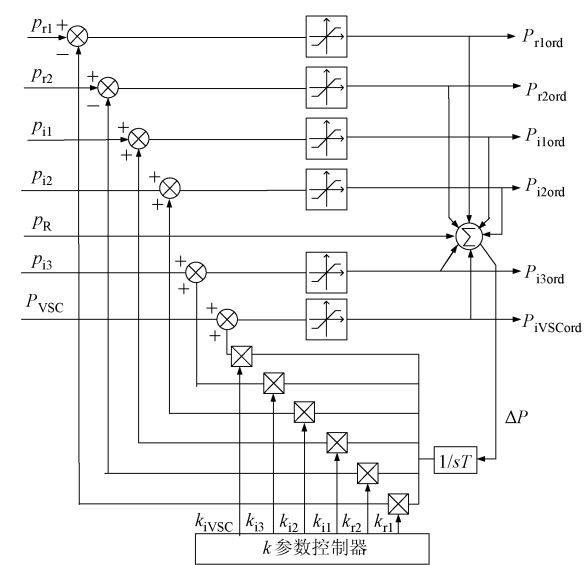 p_r1 + − P_r1ord
p_r2 + − P_r2ord
p_i1 + + P_i1ord
p_i2 + + P_i2ord
p_R Σ
p_i3 + + P_i3ord
P_VSC + + P_iVSCord
ΔP
1/sT
k_iVSC k_i3 k_i2 k_i1 k_r2 k_r1
k 参数控制器